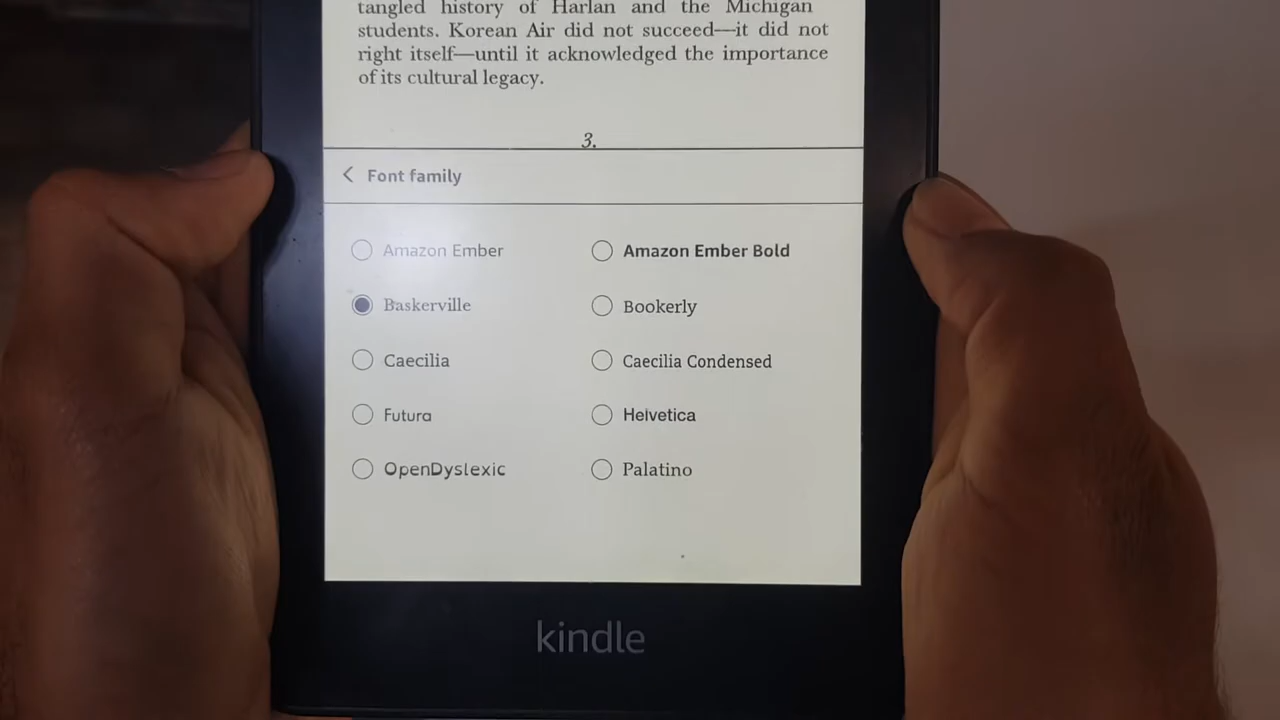 tangled history of Harlan and the Michigan
students. Korean Air did not succeed—it did not
right itself—until it acknowledged the importance
of its cultural legacy.
3.
< Font family
Amazon Ember
Amazon Ember Bold
Baskerville
Bookerly
Caecilia
Caecilia Condensed
Futura
Helvetica
OpenDyslexic
Palatino
kindle